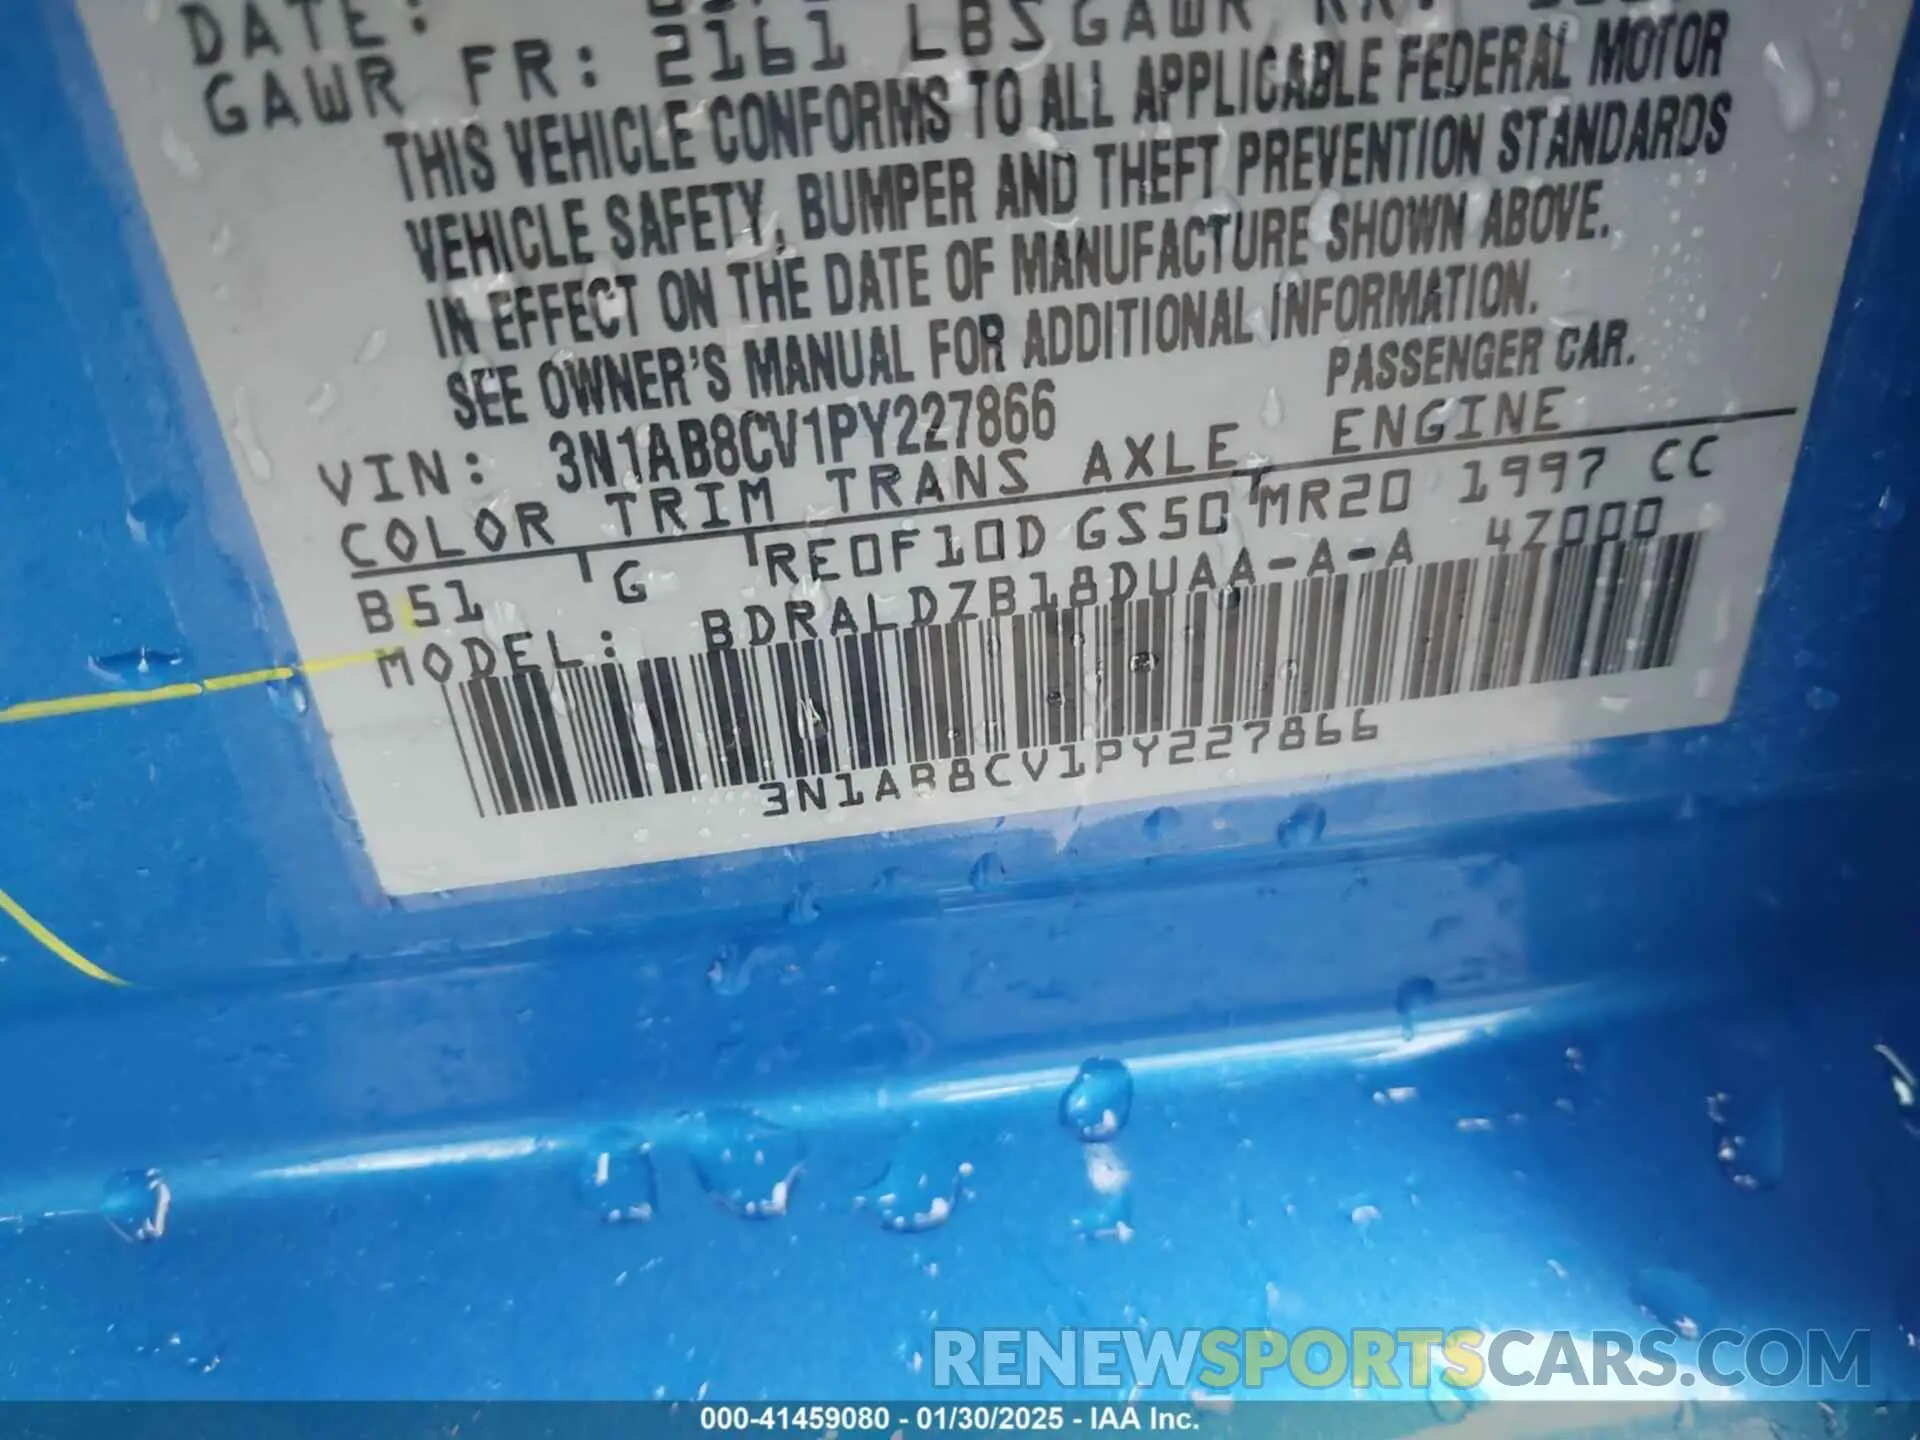 DATE:
GAWR FR: 2161 LBS GAWR RR:
THIS VEHICLE CONFORMS TO ALL APPLICABLE FEDERAL MOTOR
VEHICLE SAFETY, BUMPER AND THEFT PREVENTION STANDARDS
IN EFFECT ON THE DATE OF MANUFACTURE SHOWN ABOVE.
SEE OWNER'S MANUAL FOR ADDITIONAL INFORMATION.
VIN: 3N1AB8CV1PY227866 PASSENGER CAR.
COLOR TRIM TRANS AXLE ENGINE
B51 G RE0F10D GS50 MR20 1997 CC
MODEL: BDRALDZB18DUAA-A-A 4Z000
3N1AB8CV1PY227866
RENEWSPORTSCARS.COM
000-41459080 - 01/30/2025 - IAA Inc.